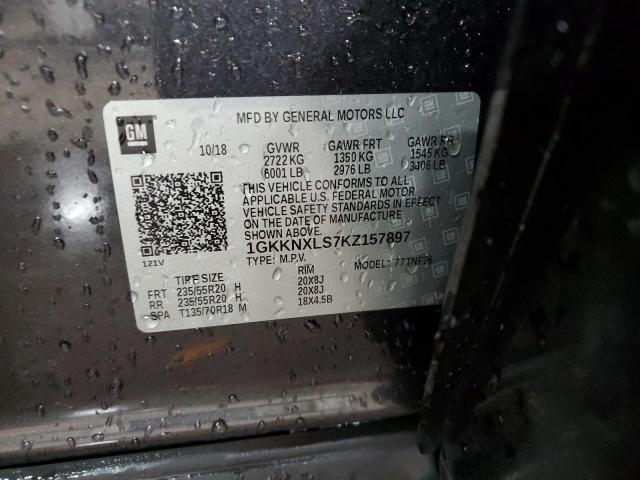 GM
MFD BY GENERAL MOTORS LLC
10/18 GVWR GAWR FRT GAWR RR
2722 KG 1350 KG 1545 KG
6001 LB 2976 LB 3406 LB
THIS VEHICLE CONFORMS TO ALL
APPLICABLE U.S. FEDERAL MOTOR
VEHICLE SAFETY STANDARDS IN EFFECT
ON THE DATE OF MANUFACTURE
SHOWN ABOVE.
1GKKNXLS7KZ157897
121V TYPE: M.P.V. MODEL: 77TNF26
TIRE SIZE RIM
FRT 235/55R20 H 20X8J
RR 235/55R20 H 20X8J
SPA T135/70R18 M 18X4.5B